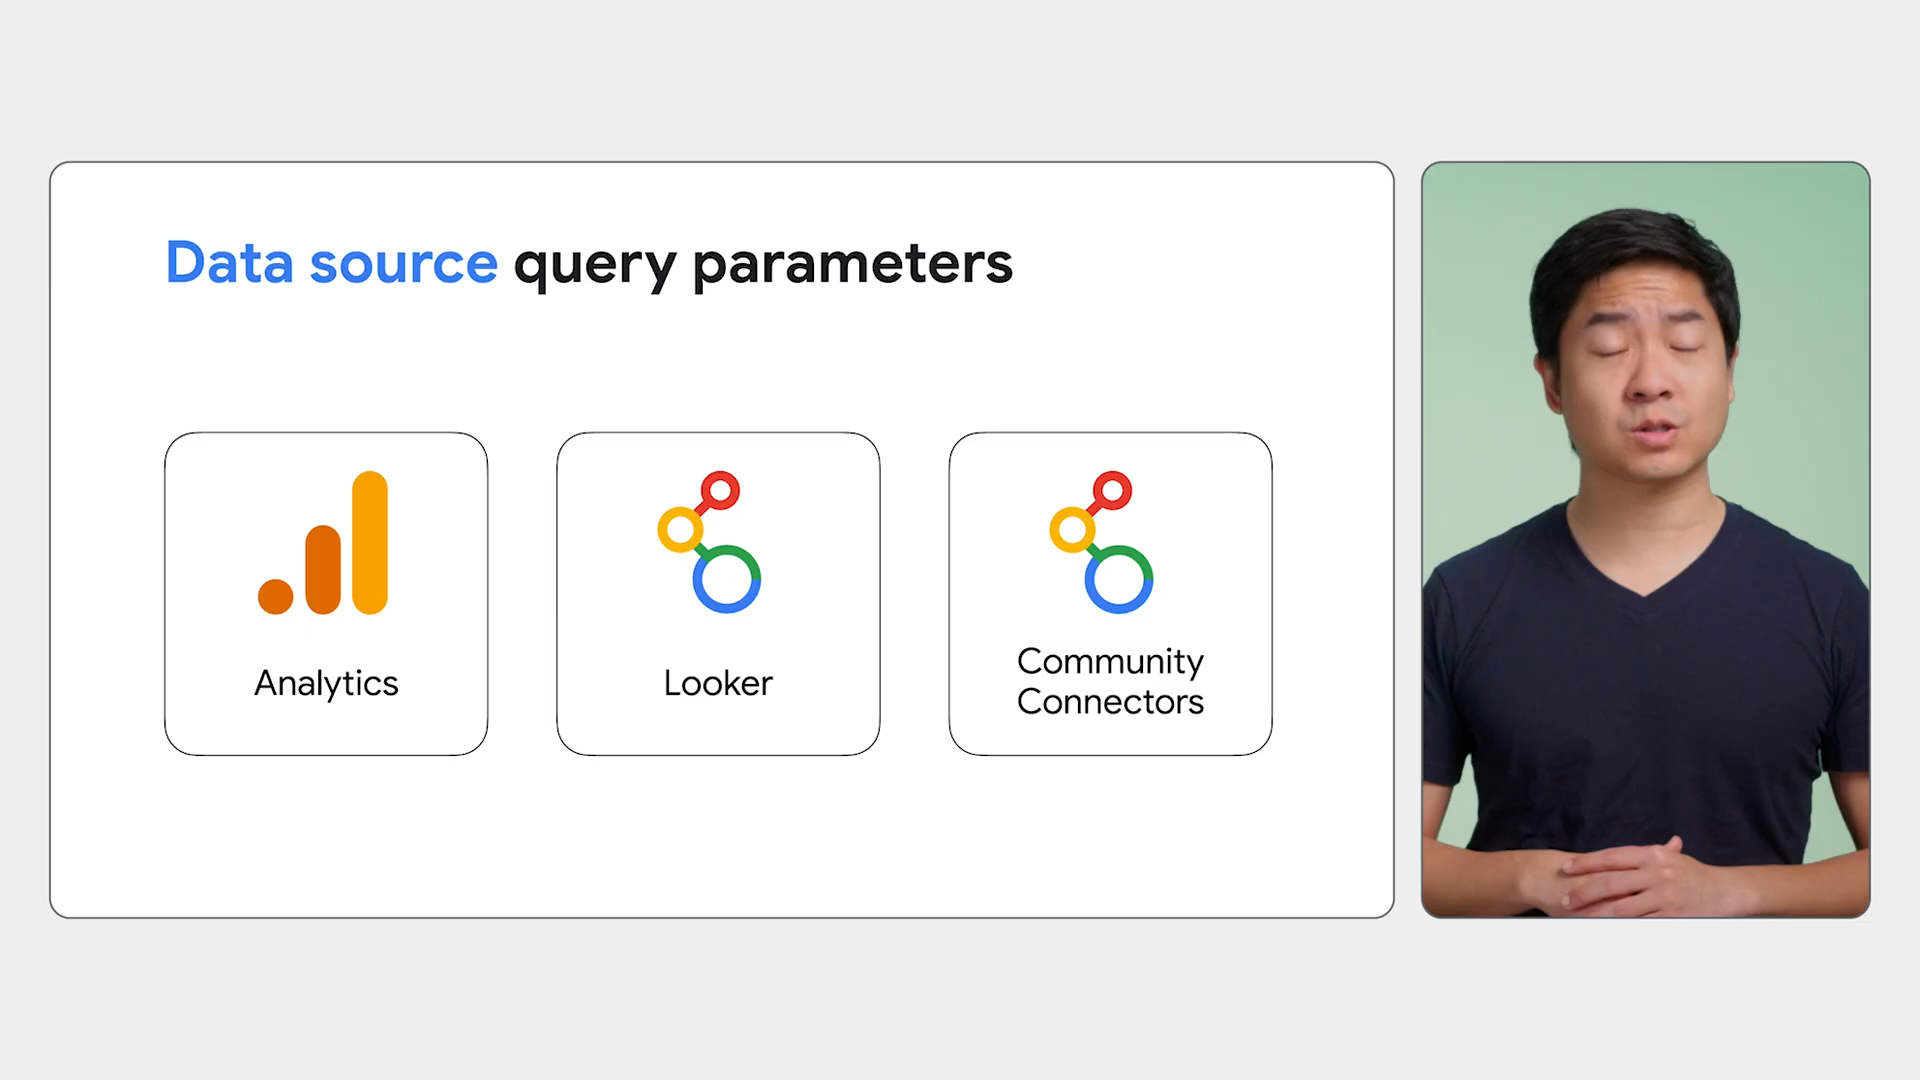 Data source query parameters
Analytics
Looker
Community
Connectors